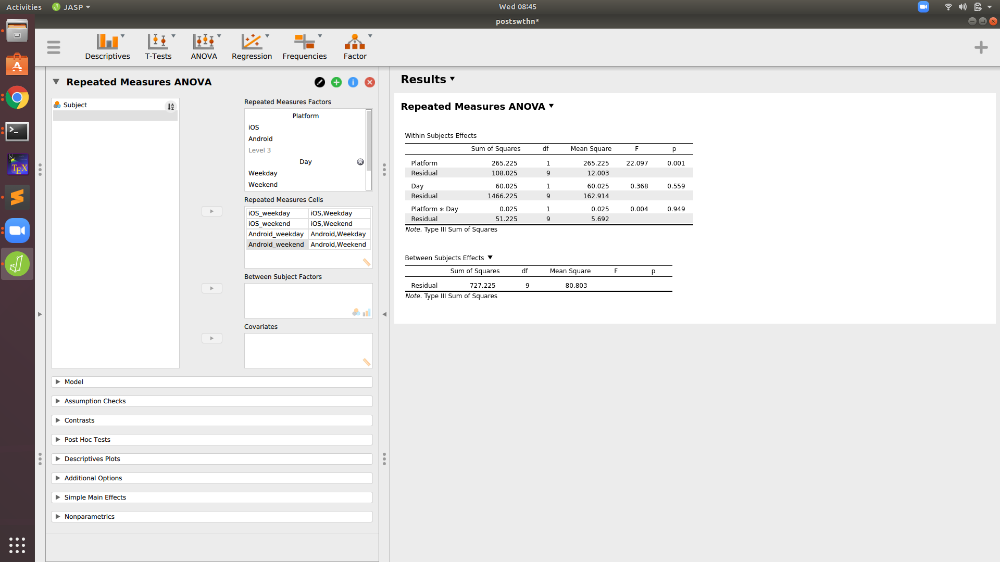 Activities
JASP
Wed 08:45
postswthn*
Descriptives
T-Tests
ANOVA
Regression
Frequencies
Factor
Repeated Measures ANOVA
Subject
Repeated Measures Factors
Platform
iOS
Android
Level 3
Day
Weekday
Weekend
Repeated Measures Cells
iOS_weekday iOS,Weekday
iOS_weekend iOS,Weekend
Android_weekday Android,Weekday
Android_weekend Android,Weekend
Between Subject Factors
Covariates
Model
Assumption Checks
Contrasts
Post Hoc Tests
Descriptives Plots
Additional Options
Simple Main Effects
Nonparametrics
Results
Repeated Measures ANOVA
Within Subjects Effects
Sum of Squares df Mean Square F p
Platform 265.225 1 265.225 22.097 0.001
Residual 108.025 9 12.003
Day 60.025 1 60.025 0.368 0.559
Residual 1466.225 9 162.914
Platform ✻ Day 0.025 1 0.025 0.004 0.949
Residual 51.225 9 5.692
Note. Type III Sum of Squares
Between Subjects Effects
Sum of Squares df Mean Square F p
Residual 727.225 9 80.803
Note. Type III Sum of Squares